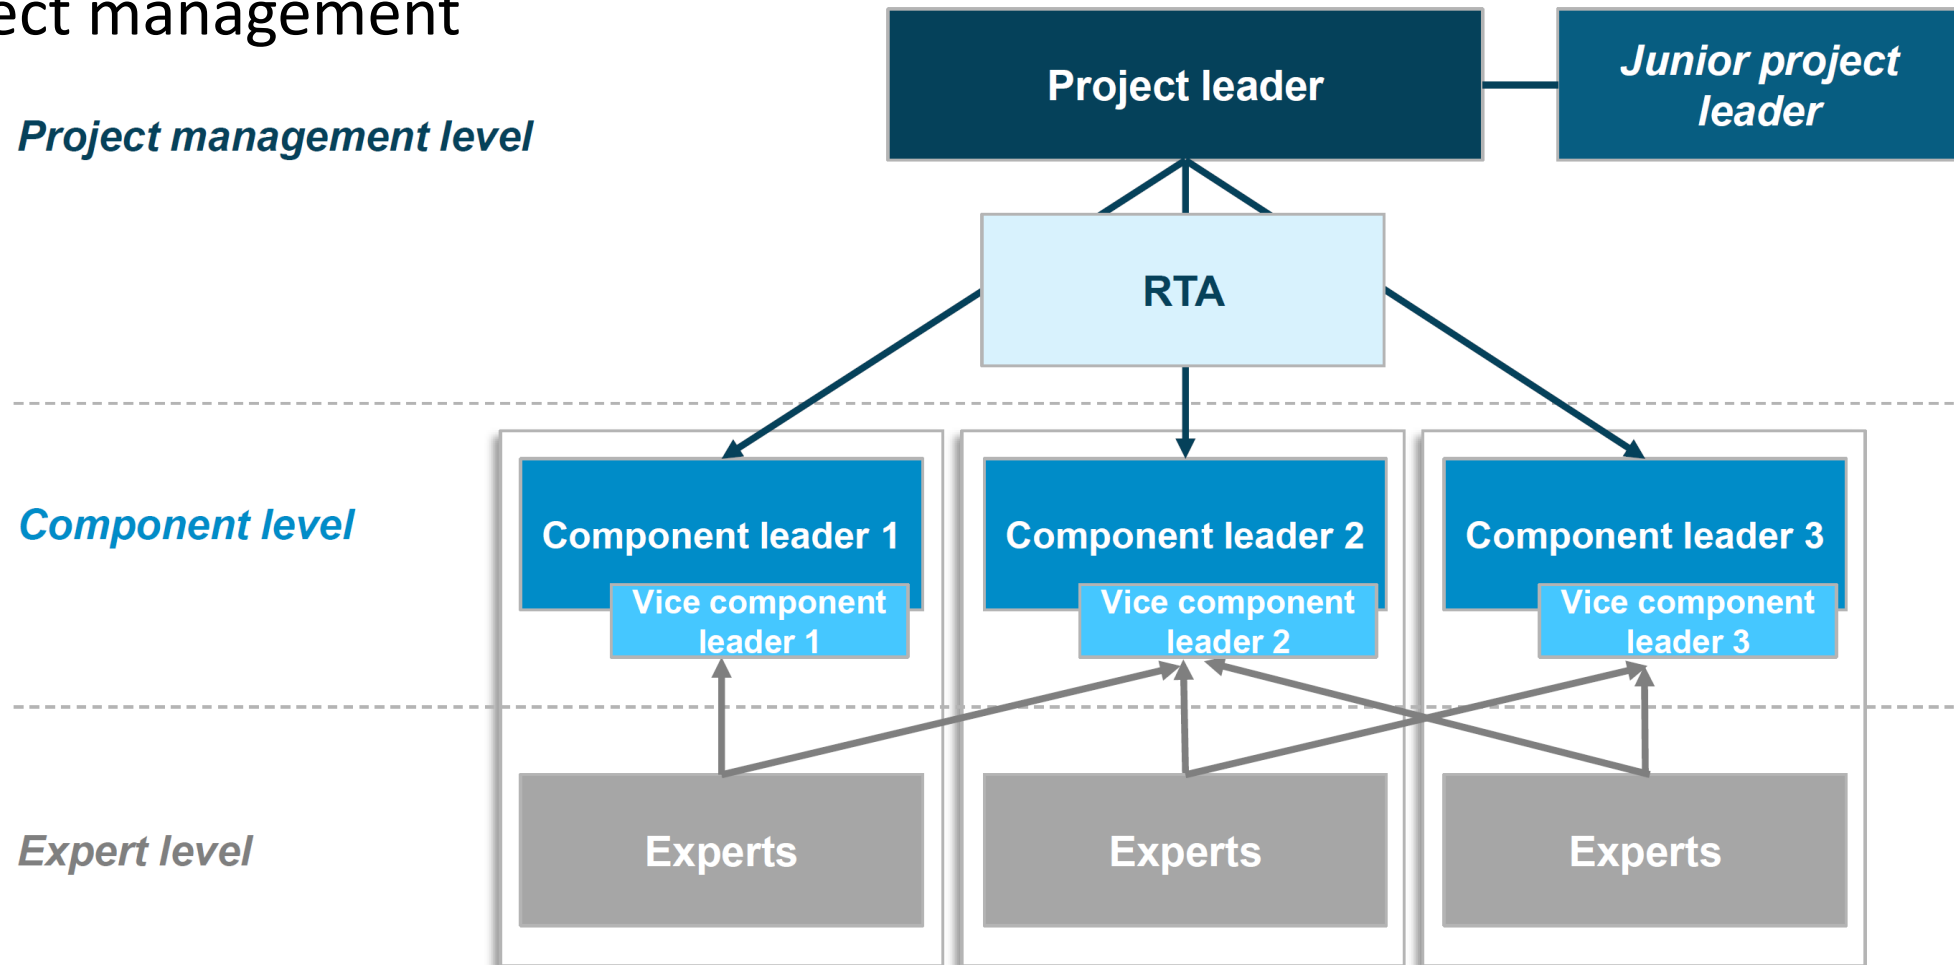 ect management
Project leader
Junior project
leader
Project management level
RTA
Component level
Component leader 1
Component leader 2
Component leader 3
Vice component
leader 1
Vice component
leader 2
Vice component
leader 3
Expert level
Experts
Experts
Experts